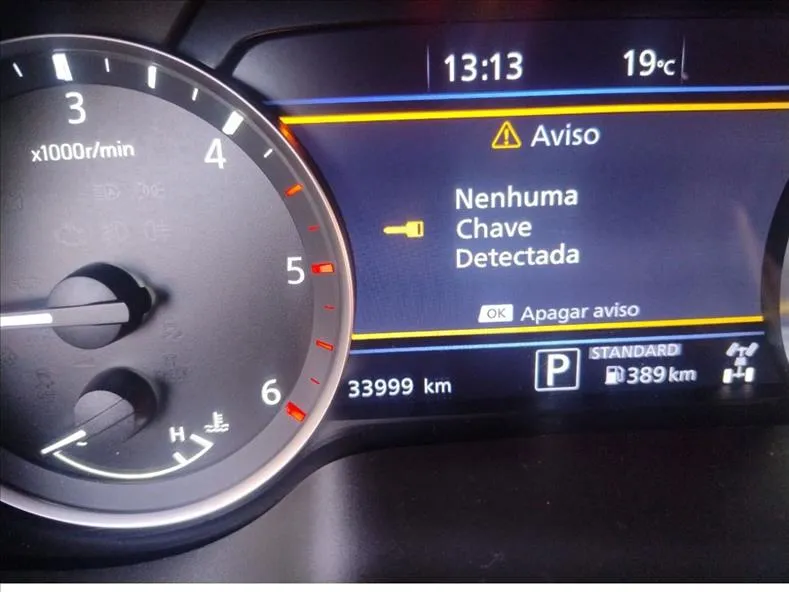 13:13 19°C
Aviso
Nenhuma
Chave
Detectada
OK Apagar aviso
STANDARD
P 389 km
33999 km
3
x1000r/min
4
5
6
H